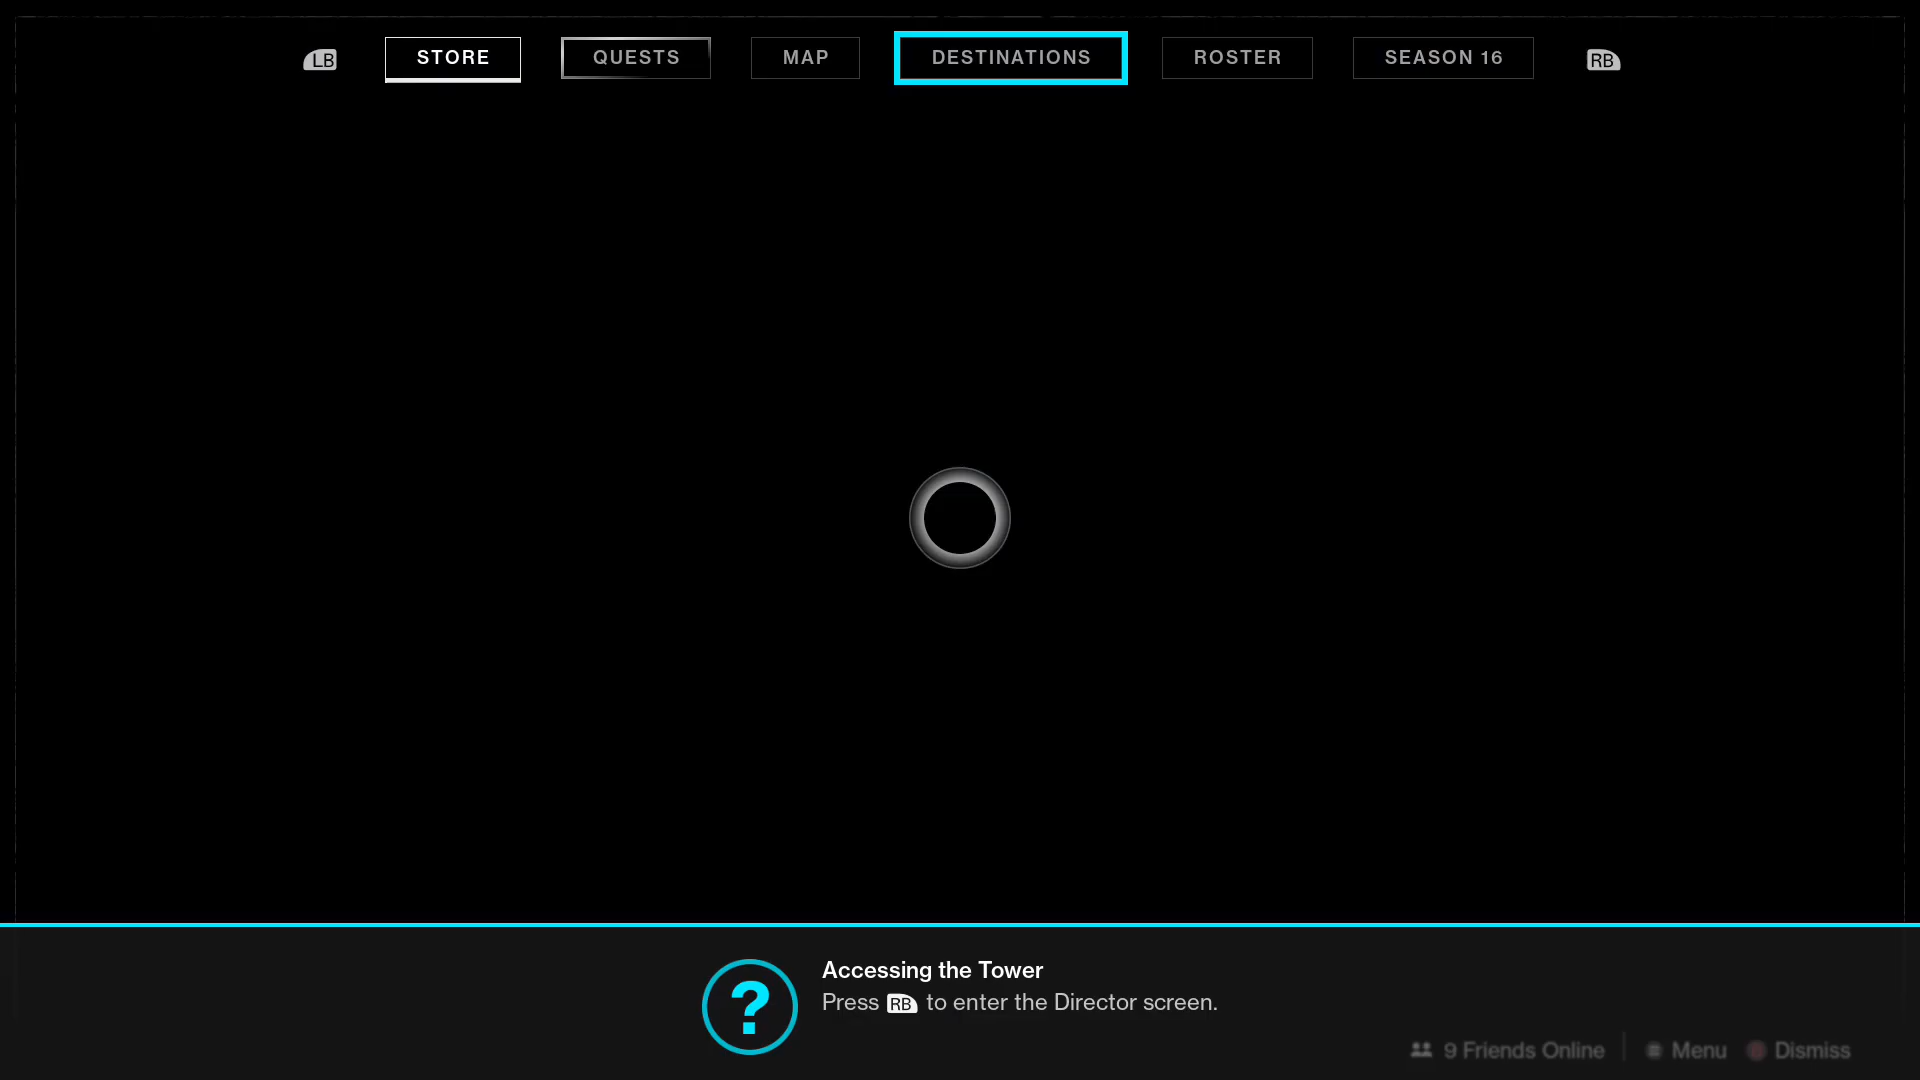 LB STORE QUESTS MAP DESTINATIONS ROSTER SEASON 16 RB
?
Accessing the Tower
Press RB to enter the Director screen.
9 Friends Online Menu Dismiss